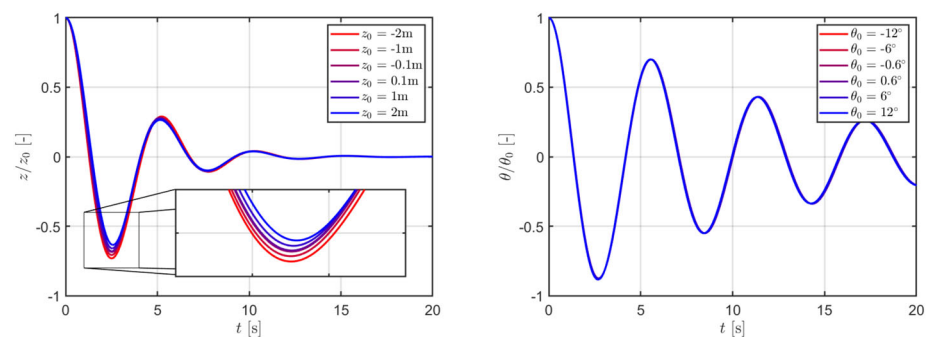 1
0.5
0
-0.5
-1
z/z₀ [-]
z₀ = -2m
z₀ = -1m
z₀ = -0.1m
z₀ = 0.1m
z₀ = 1m
z₀ = 2m
0 5 10 15 20
t [s]
1
0.5
0
-0.5
-1
θ/θ₀ [-]
θ₀ = -12°
θ₀ = -6°
θ₀ = -0.6°
θ₀ = 0.6°
θ₀ = 6°
θ₀ = 12°
0 5 10 15 20
t [s]